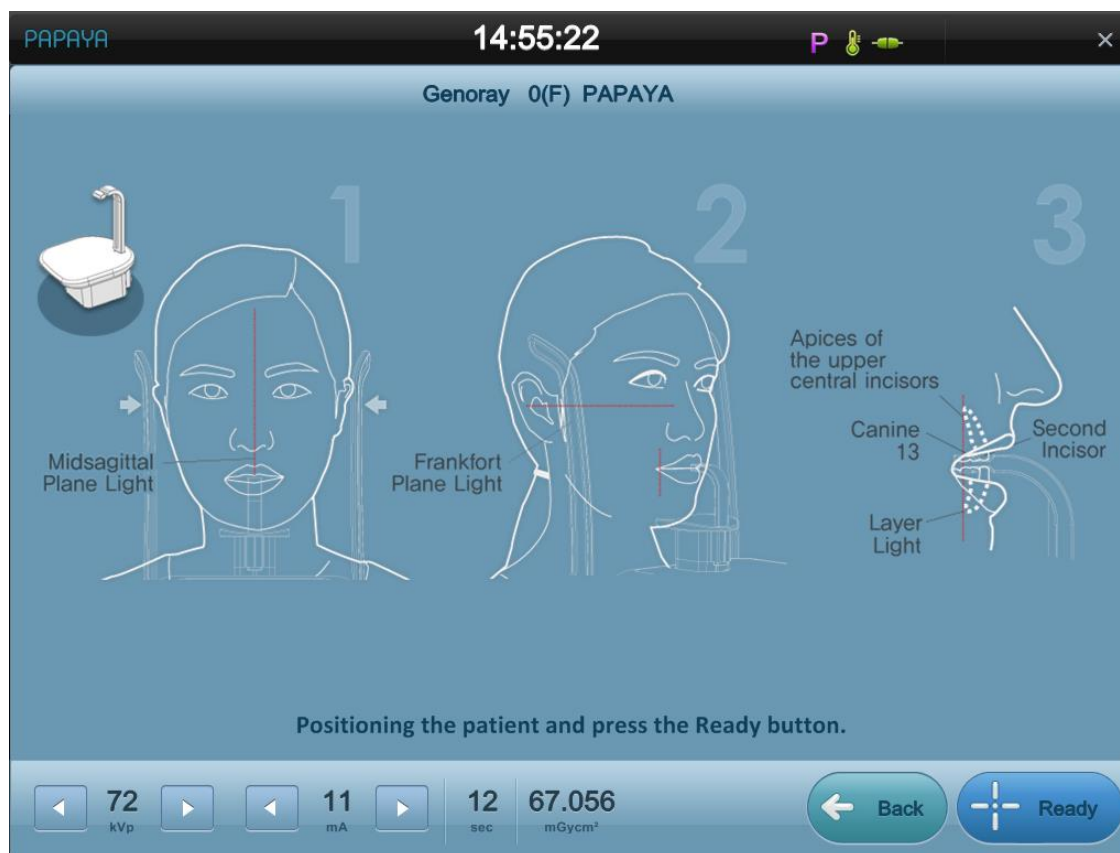 PAPAYA
14:55:22
P
Genoray 0(F) PAPAYA
1
2
3
Midsagittal
Plane Light
Frankfort
Plane Light
Apices of
the upper
central incisors
Canine
13
Second
Incisor
Layer
Light
Positioning the patient and press the Ready button.
72
kVp
11
mA
12
sec
67.056
mGycm²
Back
Ready